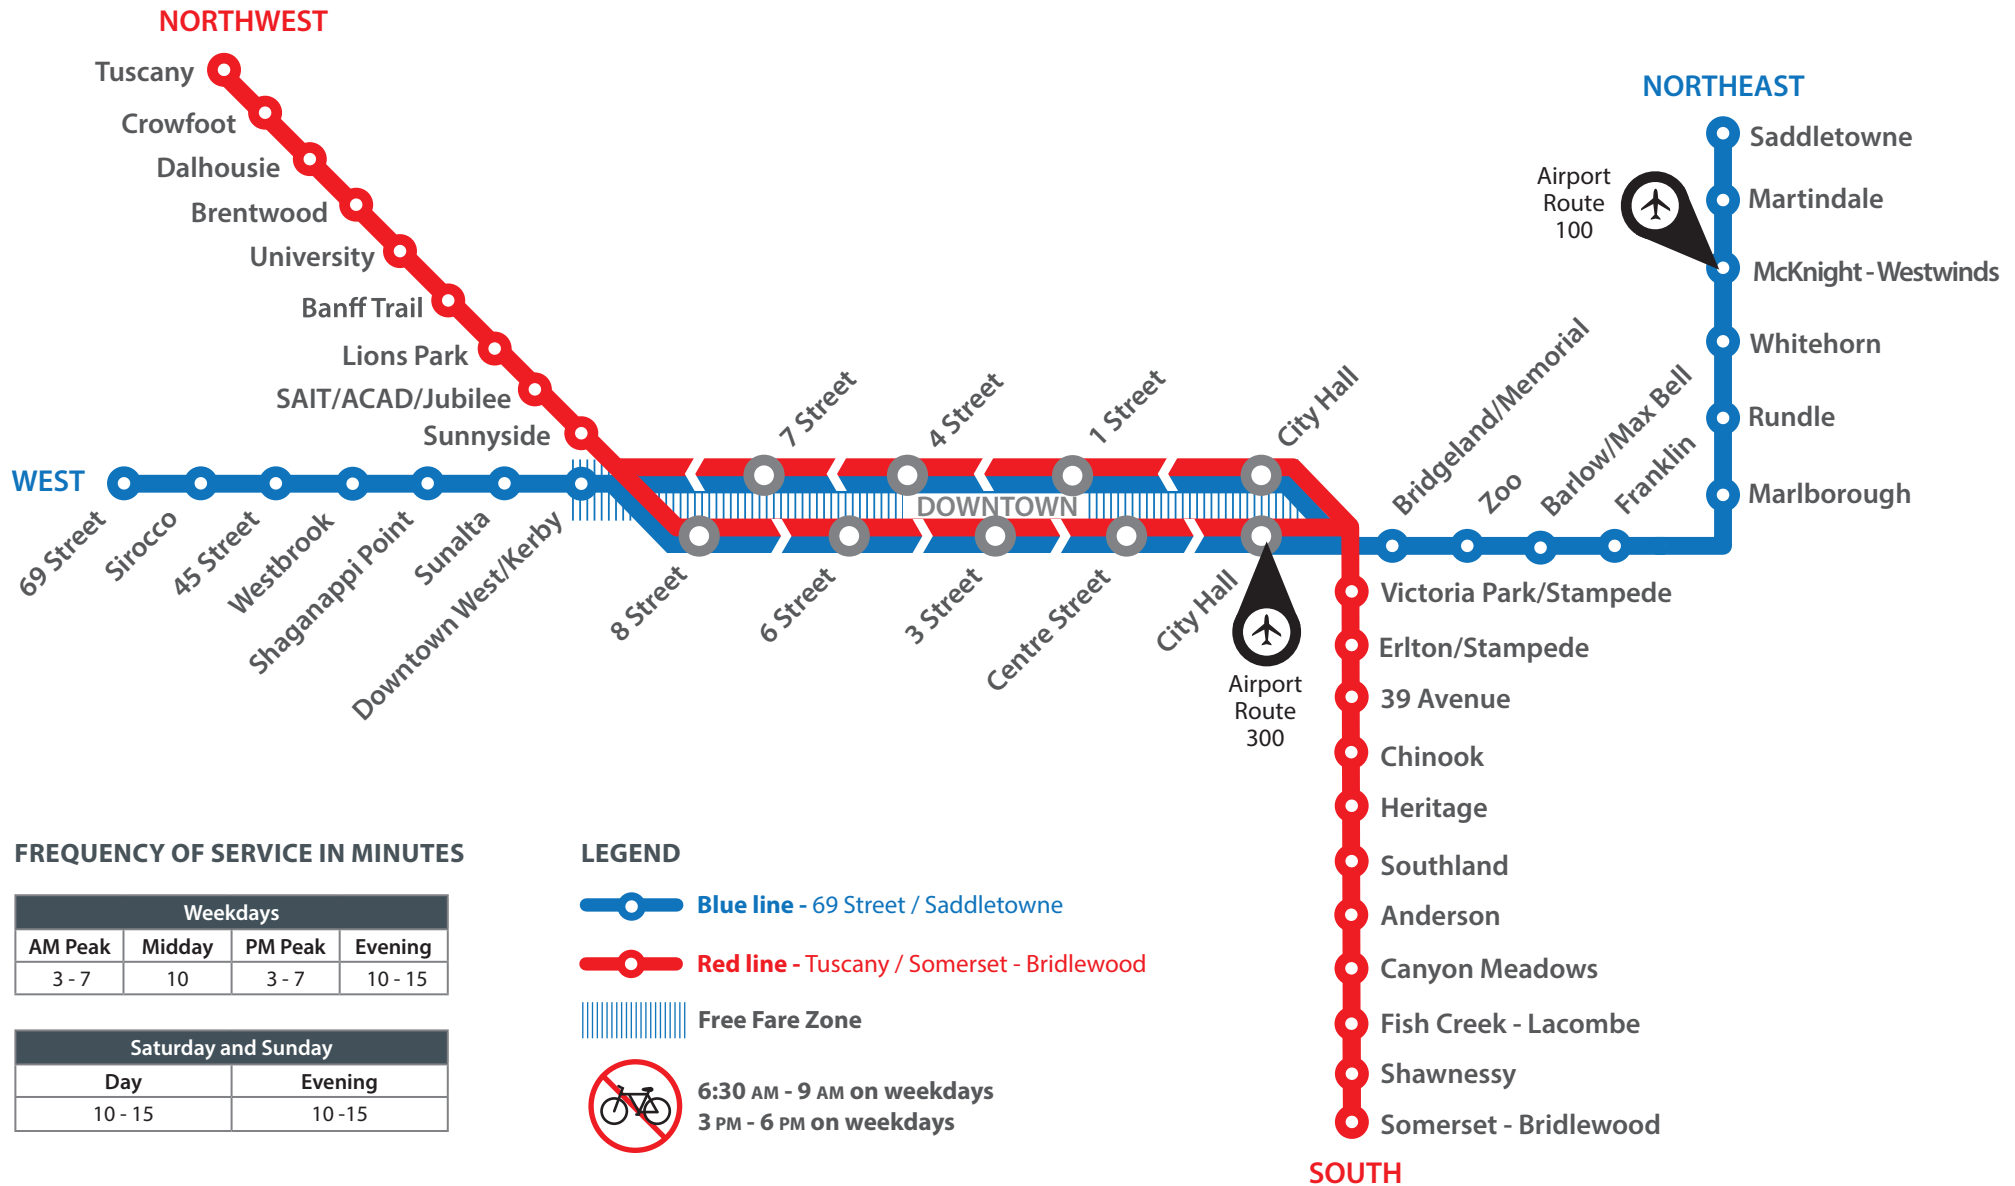 NORTHWEST
Tuscany
Crowfoot
Dalhousie
Brentwood
University
Banff Trail
Lions Park
SAIT/ACAD/Jubilee
Sunnyside
NORTHEAST
Saddletowne
Martindale
McKnight - Westwinds
Whitehorn
Rundle
Marlborough
Airport
Route
100
WEST
69 Street
Sirocco
45 Street
Westbrook
Shaganappi Point
Sunalta
Downtown West/Kerby
7 Street
4 Street
1 Street
City Hall
DOWNTOWN
8 Street
6 Street
3 Street
Centre Street
City Hall
Airport
Route
300
Bridgeland/Memorial
Zoo
Barlow/Max Bell
Franklin
Victoria Park/Stampede
Erlton/Stampede
39 Avenue
Chinook
Heritage
Southland
Anderson
Canyon Meadows
Fish Creek - Lacombe
Shawnessy
Somerset - Bridlewood
SOUTH
FREQUENCY OF SERVICE IN MINUTES
Weekdays
AM Peak Midday PM Peak Evening
3 - 7 10 3 - 7 10 - 15
Saturday and Sunday
Day Evening
10 - 15 10 -15
LEGEND
Blue line - 69 Street / Saddletowne
Red line - Tuscany / Somerset - Bridlewood
Free Fare Zone
6:30 AM - 9 AM on weekdays
3 PM - 6 PM on weekdays